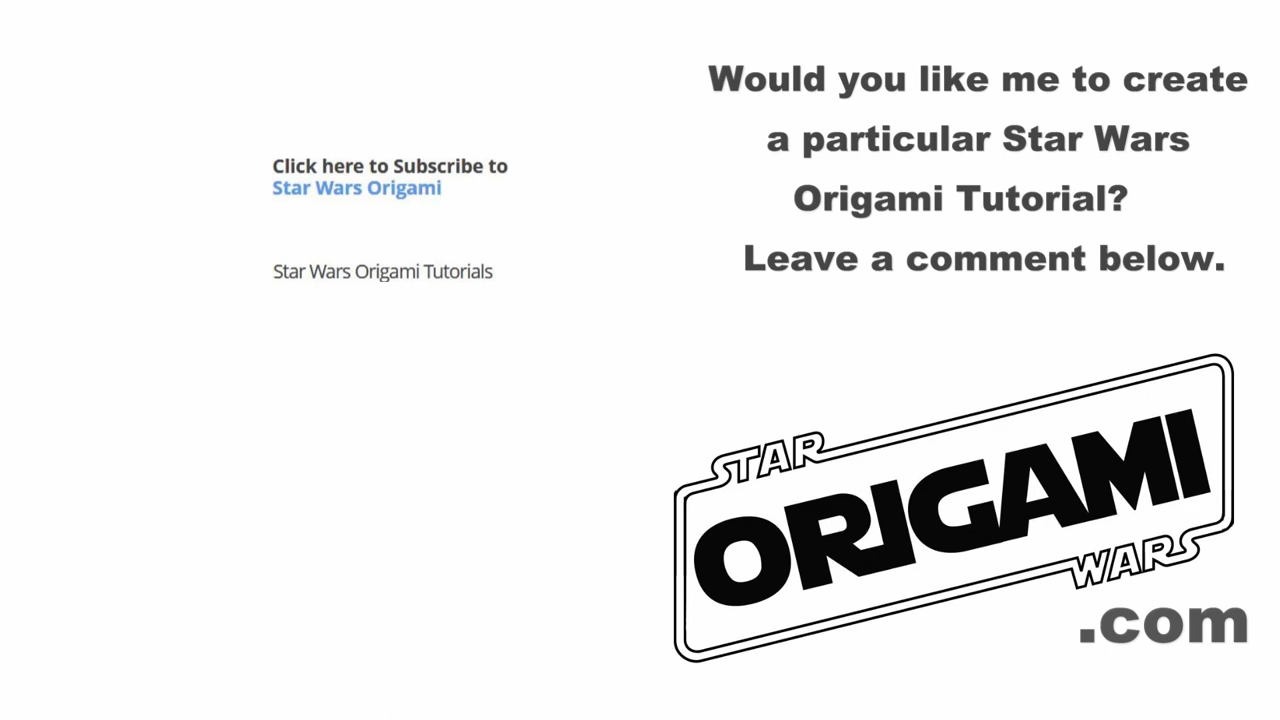 Click here to Subscribe to
Star Wars Origami
Star Wars Origami Tutorials
Would you like me to create
a particular Star Wars
Origami Tutorial?
Leave a comment below.
STAR
ORIGAMI
WARS
.com